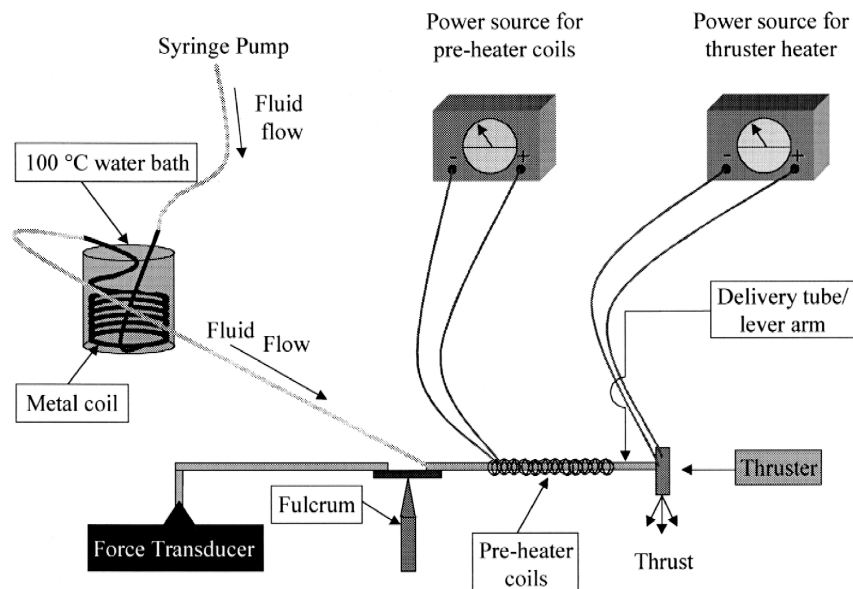 Power source for
pre-heater coils
Power source for
thruster heater
Syringe Pump
Fluid
flow
100 °C water bath
- +
- +
Delivery tube/
lever arm
Fluid
Flow
Metal coil
Thruster
Fulcrum
Force Transducer
Pre-heater
coils
Thrust